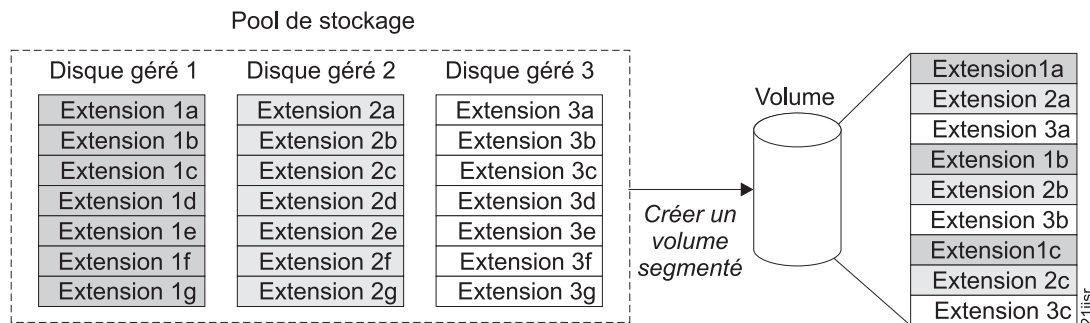 Pool de stockage
Disque géré 1 Disque géré 2 Disque géré 3
Extension 1a Extension 2a Extension 3a
Extension 1b Extension 2b Extension 3b
Extension 1c Extension 2c Extension 3c
Extension 1d Extension 2d Extension 3d
Extension 1e Extension 2e Extension 3e
Extension 1f Extension 2f Extension 3f
Extension 1g Extension 2g Extension 3g
Créer un
volume
segmenté
Volume
Extension1a
Extension 2a
Extension 3a
Extension 1b
Extension 2b
Extension 3b
Extension1c
Extension 2c
Extension 3c